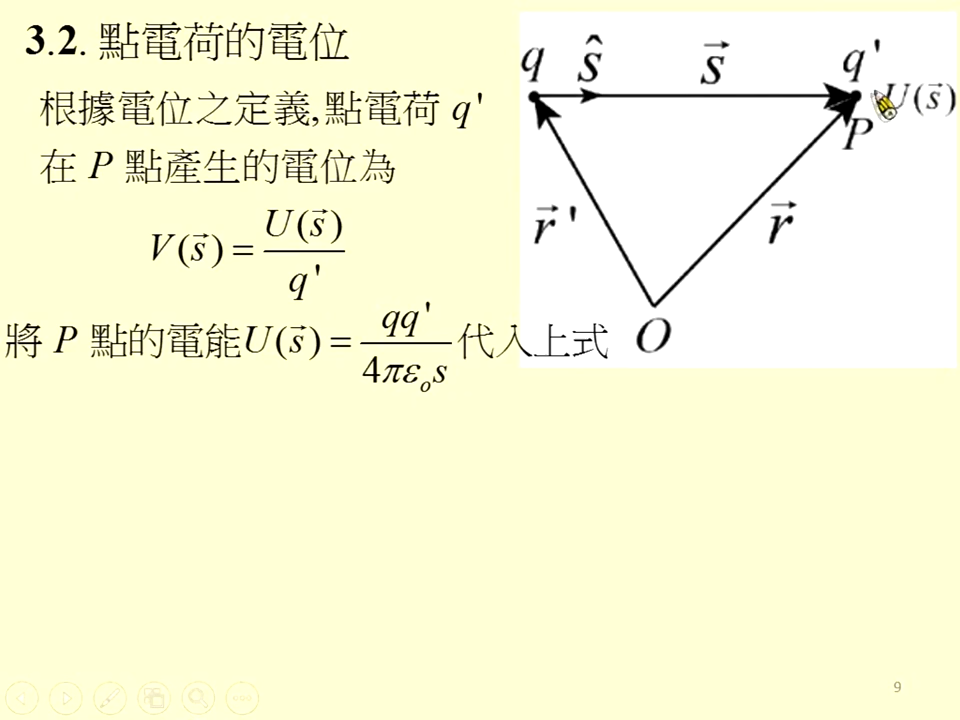 3.2. 點電荷的電位
根據電位之定義,點電荷 q'
在 P 點產生的電位為
V(s⃗) = U(s⃗) / q'
將 P 點的電能 U(s⃗) = qq' / 4πε₀s 代入上式
q ŝ s⃗ q'
U(s⃗)
P
r⃗' r⃗
O
9